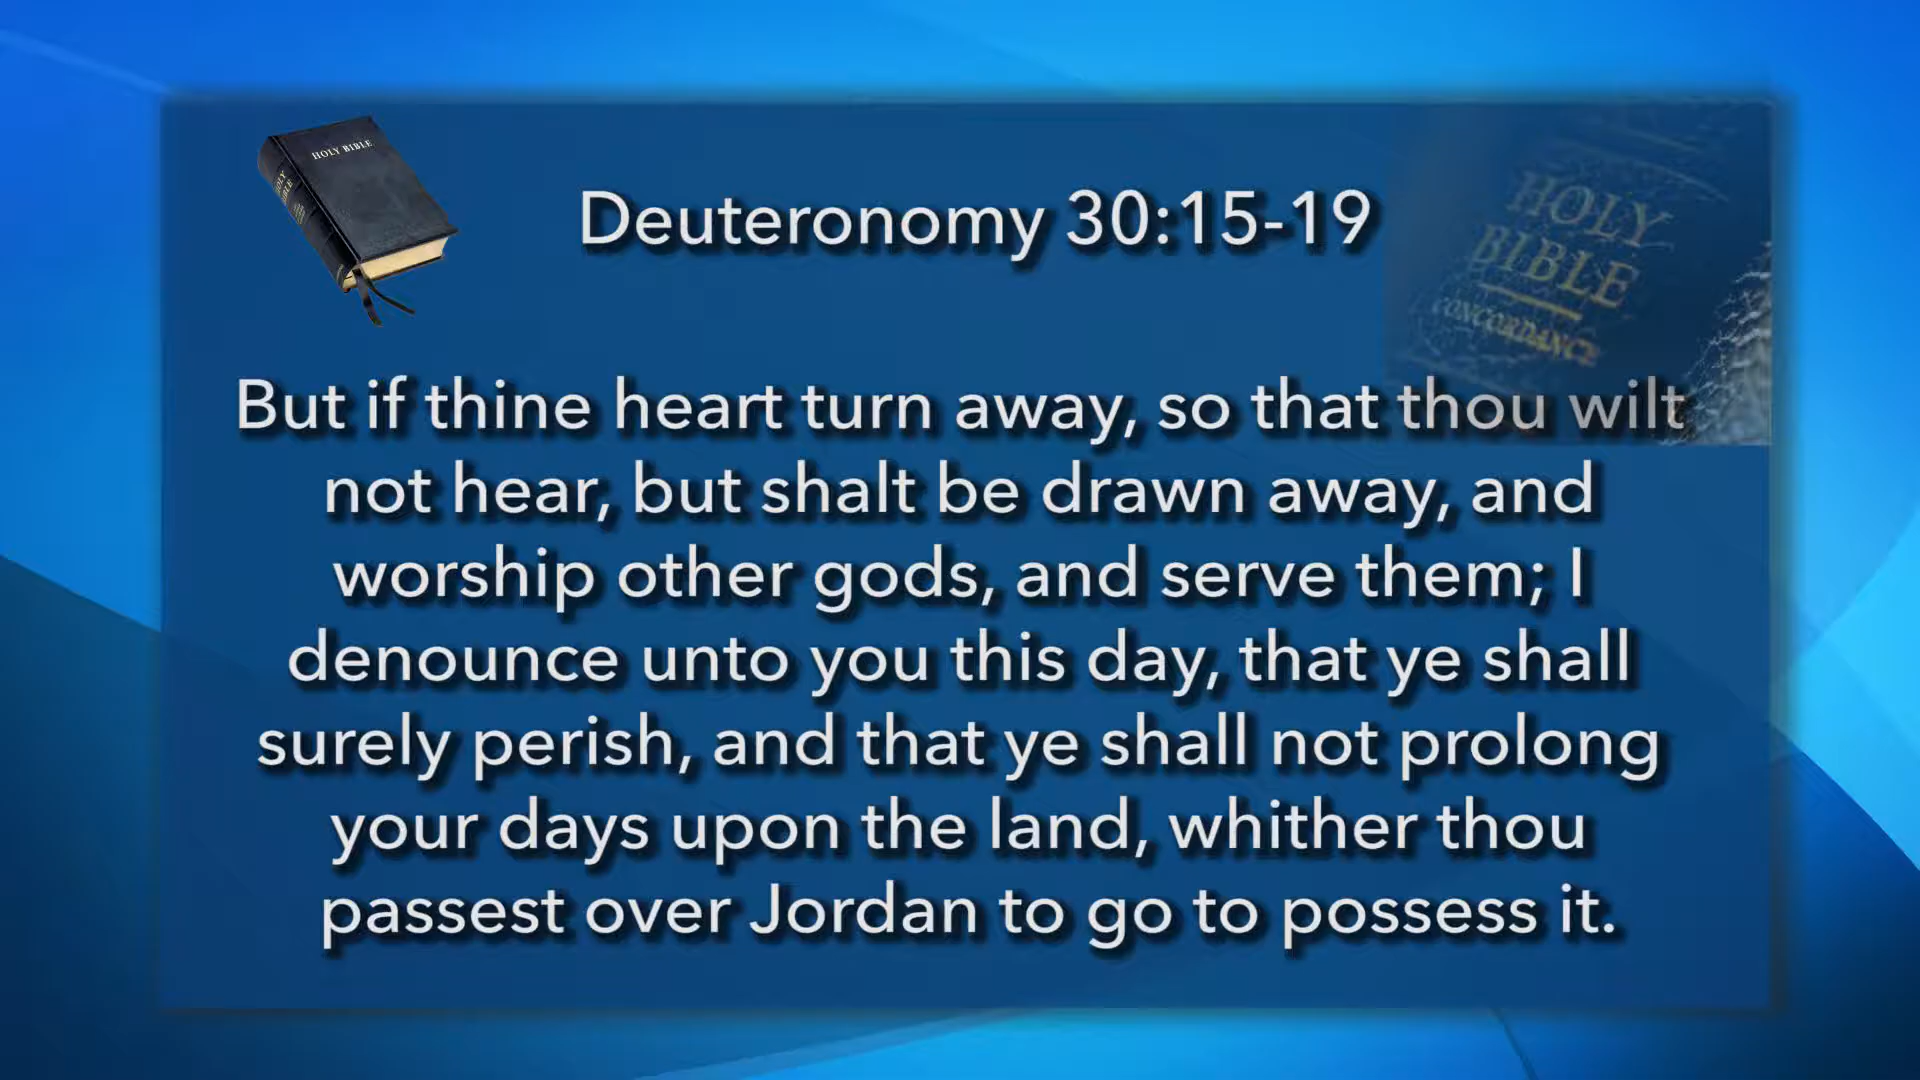 HOLY BIBLE
HOLY
BIBLE
Deuteronomy 30:15-19
HOLY
BIBLE
CONCORDANCE
But if thine heart turn away, so that thou wilt
not hear, but shalt be drawn away, and
worship other gods, and serve them; I
denounce unto you this day, that ye shall
surely perish, and that ye shall not prolong
your days upon the land, whither thou
passest over Jordan to go to possess it.